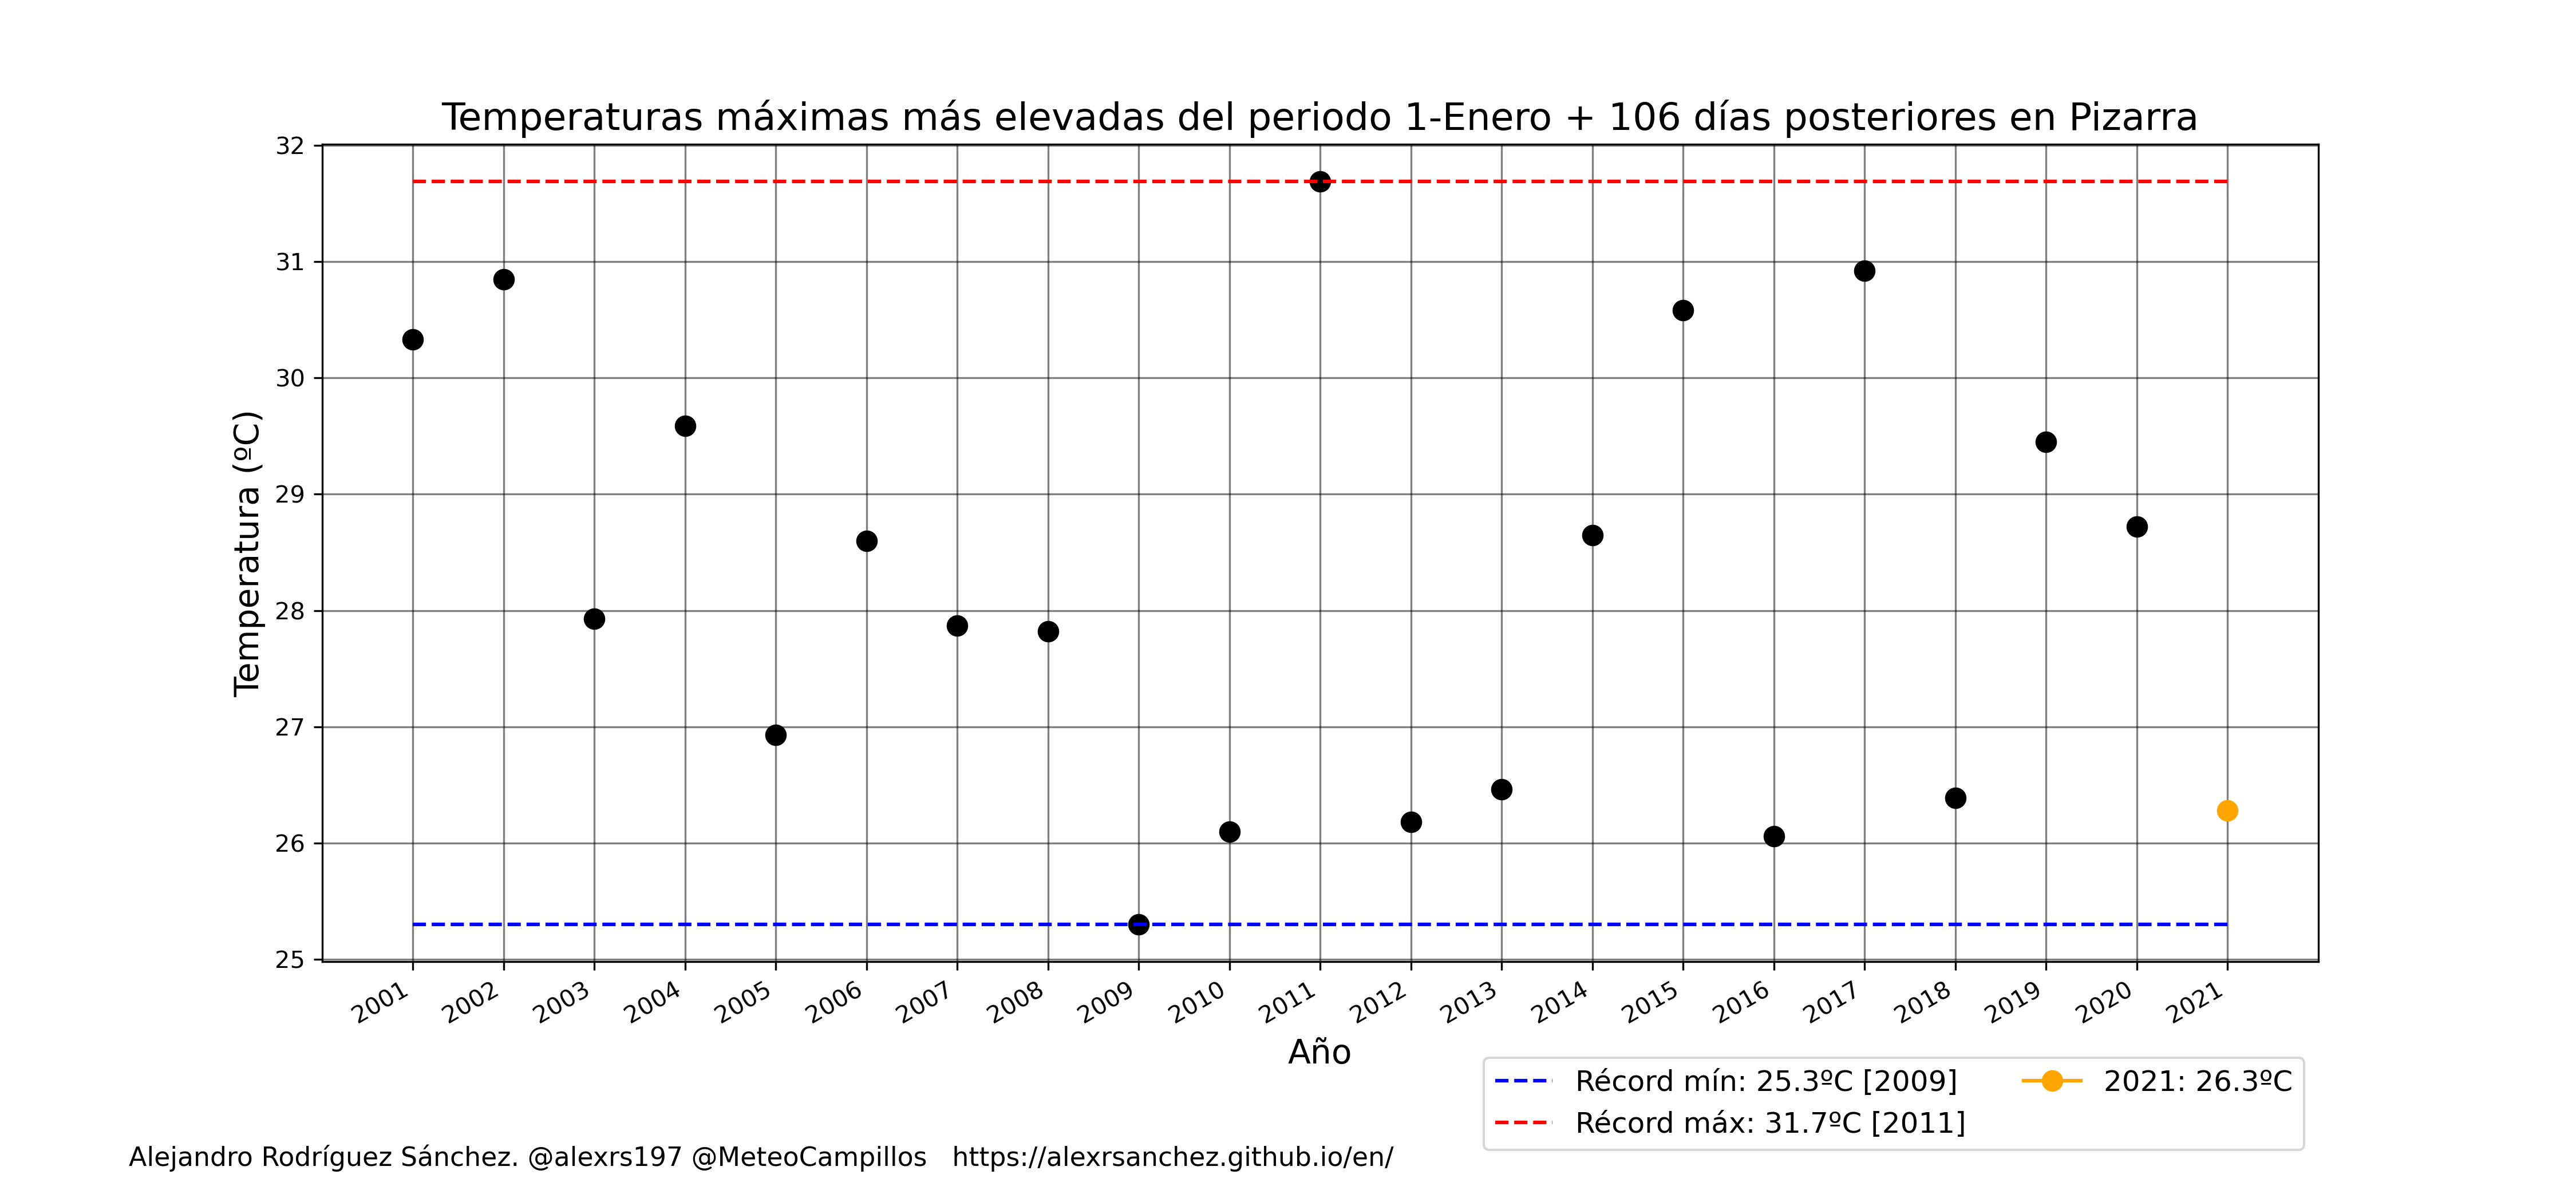 Temperaturas máximas más elevadas del periodo 1-Enero + 106 días posteriores en Pizarra
32
31
30
29
28
27
26
25
Temperatura (ºC)
2001 2002 2003 2004 2005 2006 2007 2008 2009 2010 2011 2012 2013 2014 2015 2016 2017 2018 2019 2020 2021
Año
Récord mín: 25.3ºC [2009]
Récord máx: 31.7ºC [2011]
2021: 26.3ºC
Alejandro Rodríguez Sánchez. @alexrs197 @MeteoCampillos https://alexrsanchez.github.io/en/